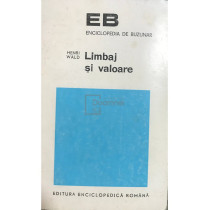 EB
ENCICLOPEDIA DE BUZUNAR
HENRI
WALD
Limbaj
și valoare
EDITURA ENCICLOPEDICĂ ROMÂNĂ